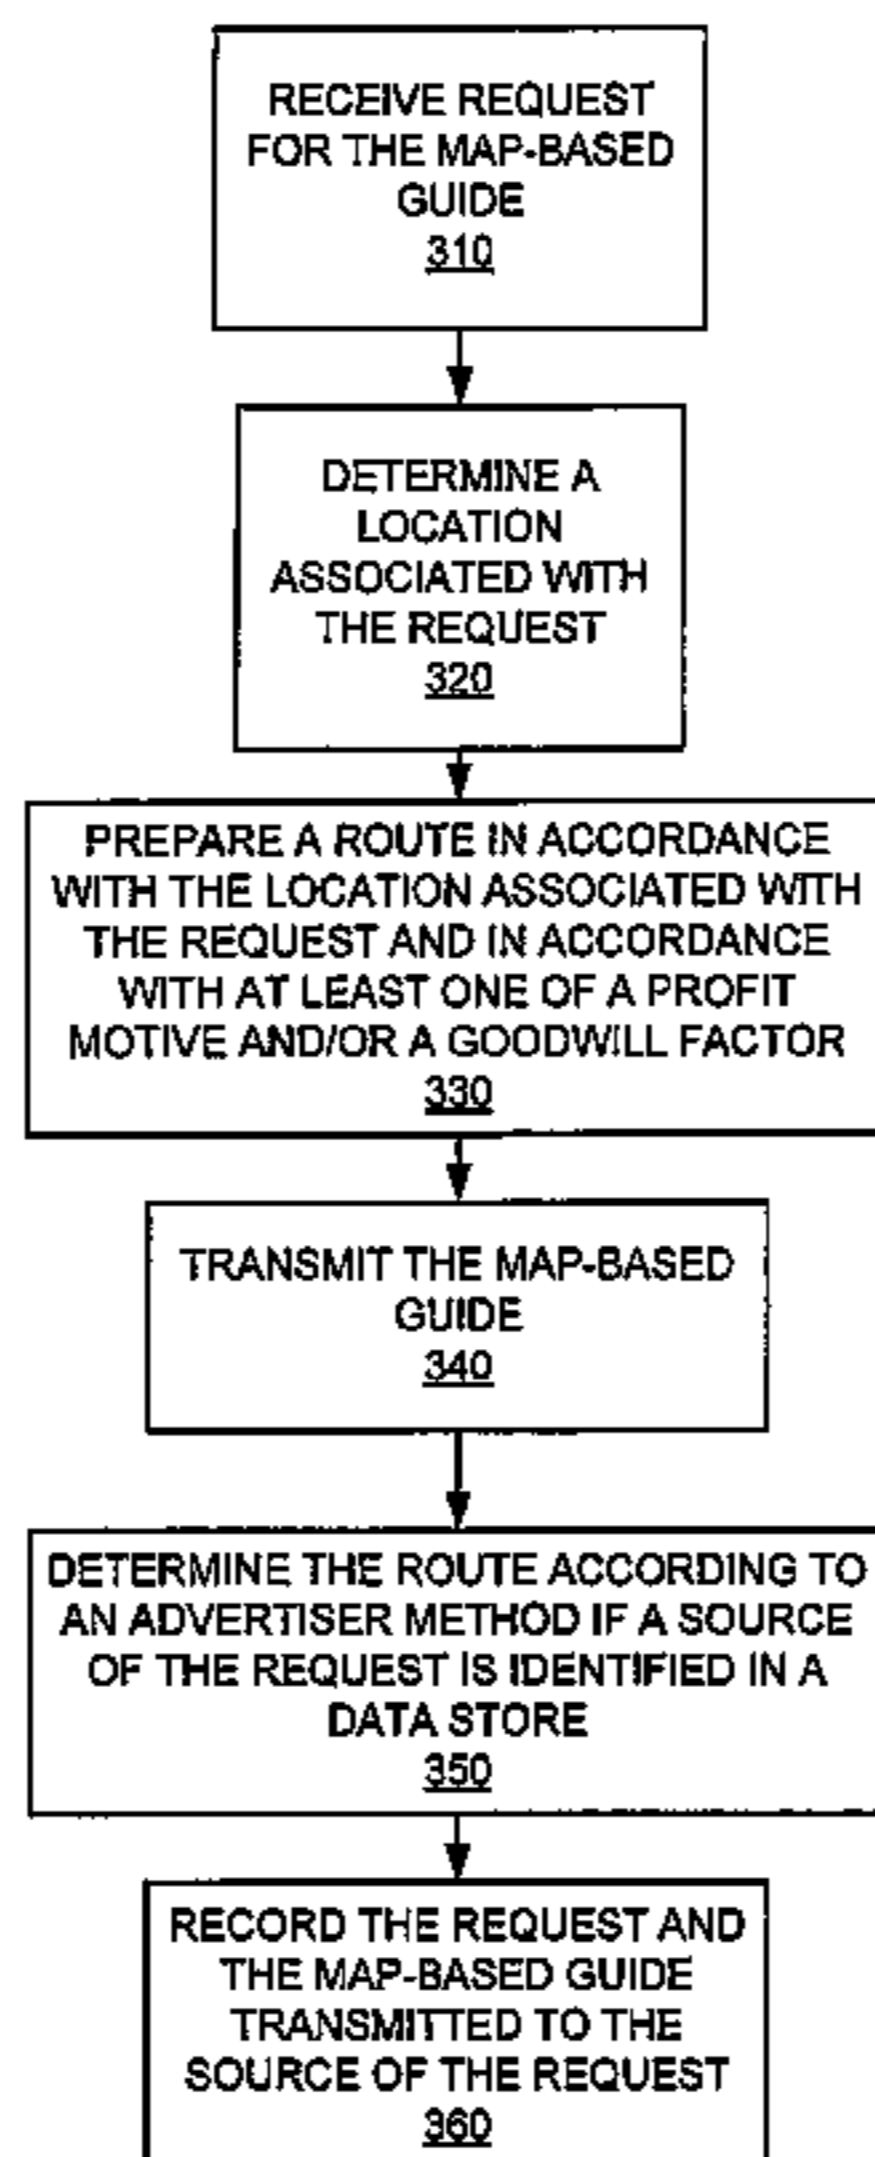 RECEIVE REQUEST
FOR THE MAP-BASED
GUIDE
310
DETERMINE A
LOCATION
ASSOCIATED WITH
THE REQUEST
320
PREPARE A ROUTE IN ACCORDANCE
WITH THE LOCATION ASSOCIATED WITH
THE REQUEST AND IN ACCORDANCE
WITH AT LEAST ONE OF A PROFIT
MOTIVE AND/OR A GOODWILL FACTOR
330
TRANSMIT THE MAP-BASED
GUIDE
340
DETERMINE THE ROUTE ACCORDING TO
AN ADVERTISER METHOD IF A SOURCE
OF THE REQUEST IS IDENTIFIED IN A
DATA STORE
350
RECORD THE REQUEST AND
THE MAP-BASED GUIDE
TRANSMITTED TO THE
SOURCE OF THE REQUEST
360